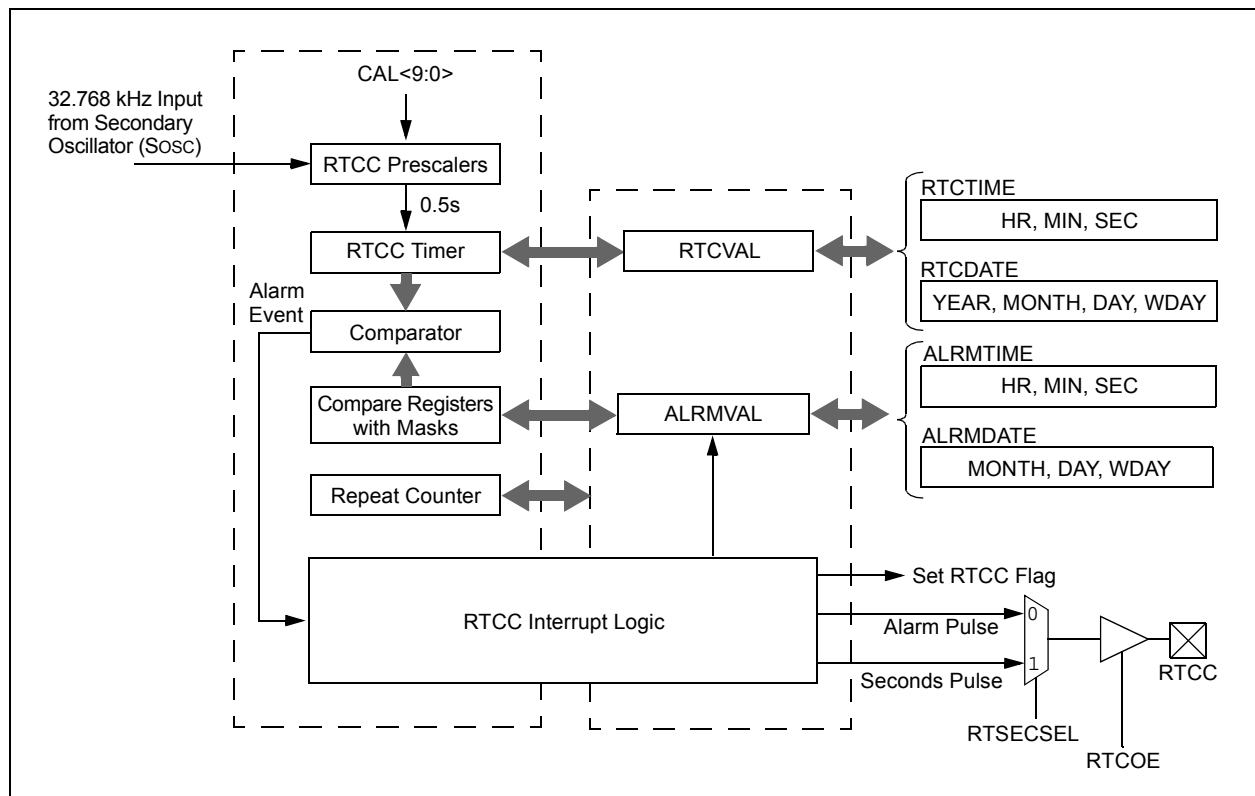 CAL<9:0>
32.768 kHz Input
from Secondary
Oscillator (SOSC)
RTCC Prescalers
0.5s
RTCC Timer
RTCVAL
RTCTIME
HR, MIN, SEC
RTCDATE
YEAR, MONTH, DAY, WDAY
Alarm
Event
Comparator
Compare Registers
with Masks
ALRMVAL
ALRMTIME
HR, MIN, SEC
ALRMDATE
MONTH, DAY, WDAY
Repeat Counter
RTCC Interrupt Logic
Set RTCC Flag
Alarm Pulse
0
Seconds Pulse
1
RTCC
RTSECSEL
RTCOE